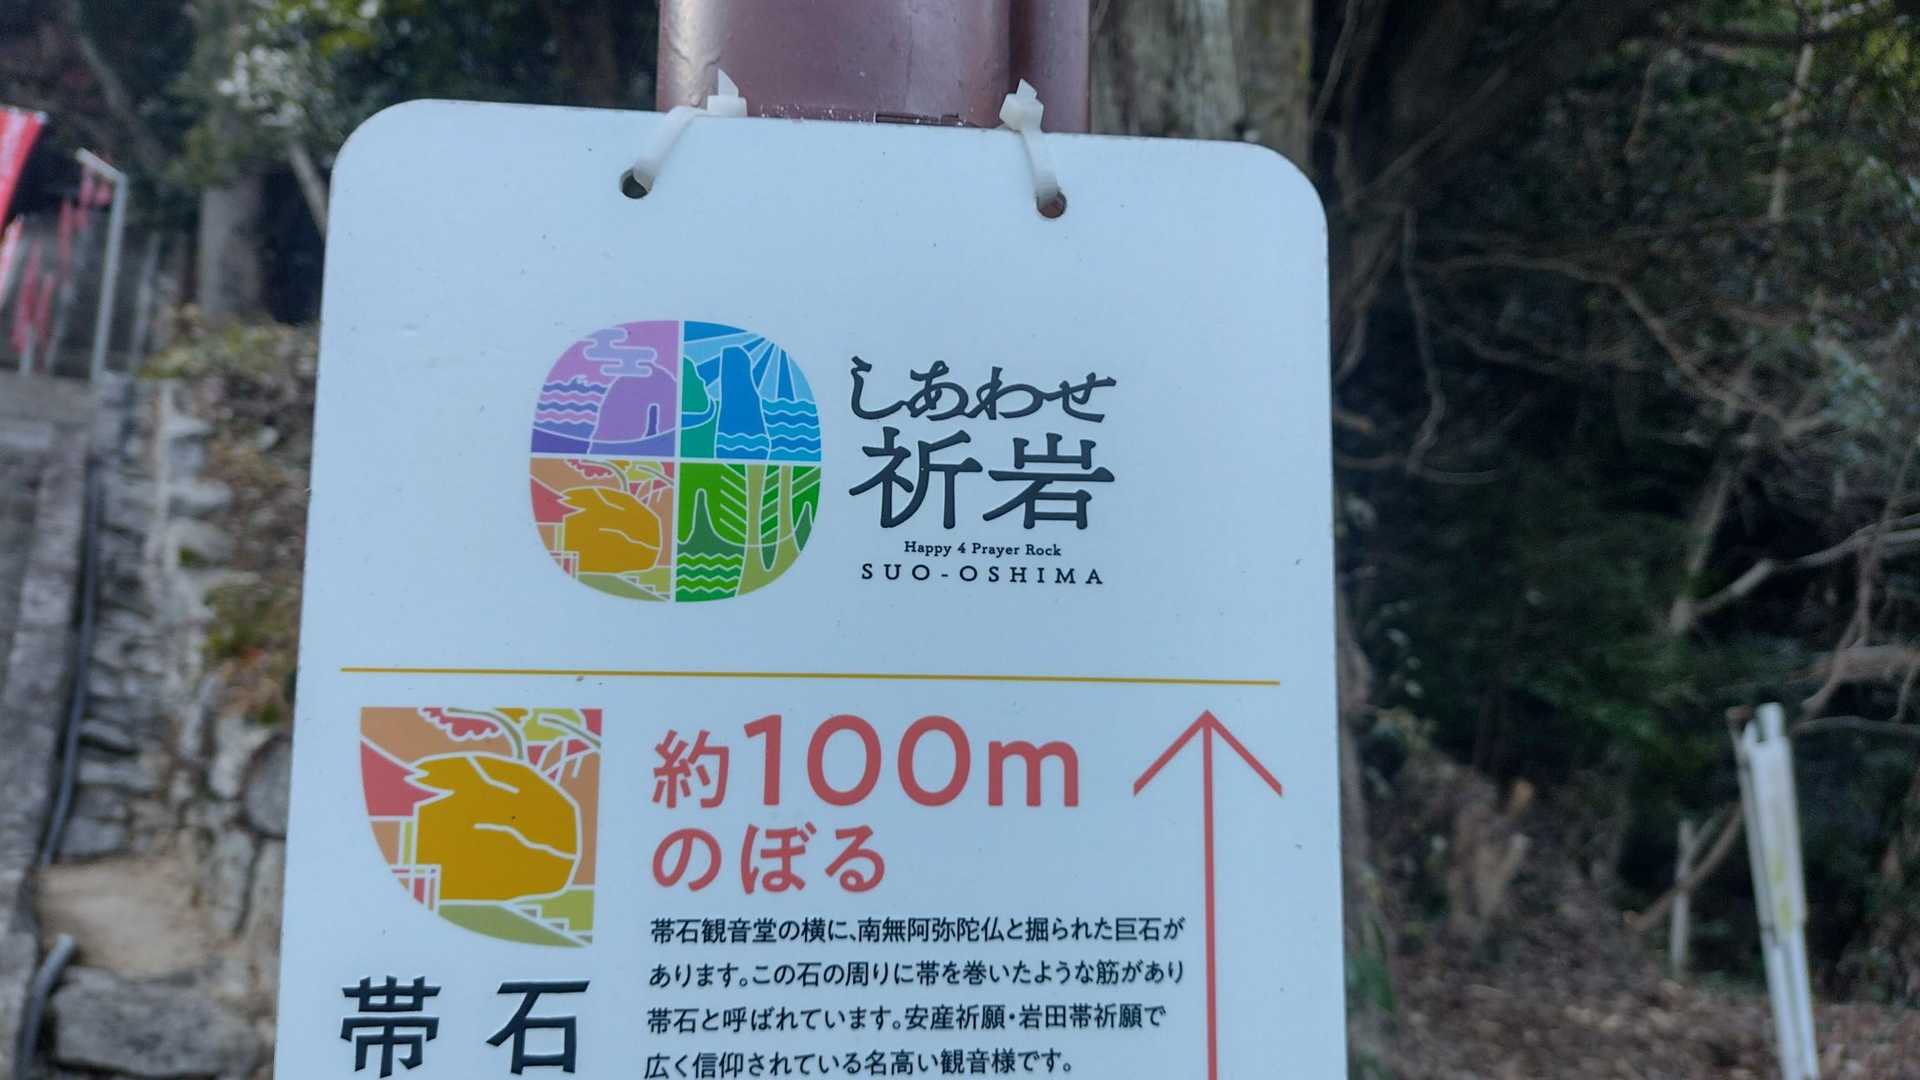 しあわせ
祈岩
Happy 4 Prayer Rock
SUO-OSHIMA
約100m
のぼる
帯石観音堂の横に、南無阿弥陀仏と掘られた巨石が
あります。この石の周りに帯を巻いたような筋があり
帯石と呼ばれています。安産祈願・岩田帯祈願で
広く信仰されている名高い観音様です。
帯石